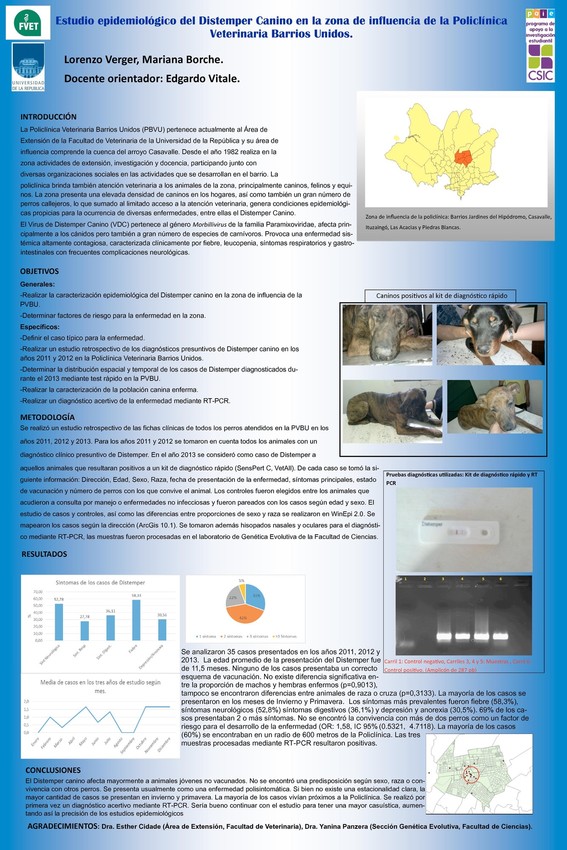 Estudio epidemiológico del Distemper Canino en la zona de influencia de la Policlínica
Veterinaria Barrios Unidos.
FVET
UNIVERSIDAD
DE LA REPÚBLICA
paie
programa de
apoyo a la
investigación
estudiantil
CSIC
Lorenzo Verger, Mariana Borche.
Docente orientador: Edgardo Vitale.
INTRODUCCIÓN
La Policlínica Veterinaria Barrios Unidos (PBVU) pertenece actualmente al Área de
Extensión de la Facultad de Veterinaria de la Universidad de la República y su área de
influencia comprende la cuenca del arroyo Casavalle. Desde el año 1982 realiza en la
zona actividades de extensión, investigación y docencia, participando junto con
diversas organizaciones sociales en las actividades que se desarrollan en el barrio. La
policlínica brinda también atención veterinaria a los animales de la zona, principalmente caninos, felinos y equi-
nos. La zona presenta una elevada densidad de caninos en los hogares, así como también un gran número de
perros callejeros, lo que sumado al limitado acceso a la atención veterinaria, genera condiciones epidemiológi-
cas propicias para la ocurrencia de diversas enfermedades, entre ellas el Distemper Canino.
El Virus de Distemper Canino (VDC) pertenece al género Morbillivirus de la familia Paramixoviridae, afecta prin-
cipalmente a los cánidos pero también a gran número de especies de carnívoros. Provoca una enfermedad sis-
témica altamente contagiosa, caracterizada clínicamente por fiebre, leucopenia, síntomas respiratorios y gastro-
intestinales con frecuentes complicaciones neurológicas.
Zona de Influencia de la policlínica: Barrios Jardines del Hipódromo, Casavalle,
Ituzaingó, Las Acacias y Piedras Blancas.
OBJETIVOS
Generales:
-Realizar la caracterización epidemiológica del Distemper canino en la zona de influencia de la
PVBU.
-Determinar factores de riesgo para la enfermedad en la zona.
Específicos:
-Definir el caso típico para la enfermedad.
-Realizar un estudio retrospectivo de los diagnósticos presuntivos de Distemper canino en los
años 2011 y 2012 en la Policlínica Veterinaria Barrios Unidos.
-Determinar la distribución espacial y temporal de los casos de Distemper diagnosticados du-
rante el 2013 mediante test rápido en la PVBU.
-Realizar la caracterización de la población canina enferma.
-Realizar un diagnóstico acertivo de la enfermedad mediante RT-PCR.
Caninos positivos al kit de diagnóstico rápido
METODOLOGÍA
Se realizó un estudio retrospectivo de las fichas clínicas de todos los perros atendidos en la PVBU en los
años 2011, 2012 y 2013. Para los años 2011 y 2012 se tomaron en cuenta todos los animales con un
diagnóstico clínico presuntivo de Distemper. En el año 2013 se consideró como caso de Distemper a
aquellos animales que resultaran positivos a un kit de diagnóstico rápido (SensPert C, VetAll). De cada caso se tomó la si-
guiente información: Dirección, Edad, Sexo, Raza, fecha de presentación de la enfermedad, síntomas principales, estado
de vacunación y número de perros con los que convive el animal. Los controles fueron elegidos entre los animales que
acudieron a consulta por manejo o enfermedades no infecciosas y fueron pareados con los casos según edad y sexo. El
estudio de casos y controles, así como las diferencias entre proporciones de sexo y raza se realizaron en WinEpi 2.0. Se
mapearon los casos según la dirección (ArcGis 10.1). Se tomaron además hisopados nasales y oculares para el diagnósti-
co mediante RT-PCR, las muestras fueron procesadas en el laboratorio de Genética Evolutiva de la Facultad de Ciencias.
Pruebas diagnósticas utilizadas: Kit de diagnóstico rápido y RT
PCR
Distemper
1 2 3 4 5 6
Carril 1: Control negativo, Carriles 3, 4 y 5: Muestras,
Control positivo.
RESULTADOS
Síntomas de los casos de Distemper
Media de casos en los tres años de estudio según
mes.
Se analizaron 35 casos presentados en los años 2011, 2012 y
2013. La edad promedio de la presentación del Distemper fue
de 11,5 meses. Ninguno de los casos presentaba un correcto
esquema de vacunación. No existe diferencia significativa en-
tre la proporción de machos y hembras enfermos (p=0,9013),
tampoco se encontraron diferencias entre animales de raza o cruza (p=0,3133). La mayoría de los casos se
presentaron en los meses de Invierno y Primavera. Los síntomas más prevalentes fueron fiebre (58,3%),
síntomas neurológicos (52,8%) síntomas digestivos (36,1%) y depresión y anorexia (30,5%). 69% de los ca-
sos presentaban 2 o más síntomas. No se encontró la convivencia con más de dos perros como un factor de
riesgo para el desarrollo de la enfermedad (OR: 1,58, IC 95% (0.5321, 4.7118). La mayoría de los casos
(60%) se encontraban en un radio de 600 metros de la Policlínica. Las tres
muestras procesadas mediante RT-PCR resultaron positivas.
CONCLUSIONES
El Distemper canino afecta mayormente a animales jóvenes no vacunados. No se encontró una predisposición según sexo, raza o con-
vivencia con otros perros. Se presenta usualmente como una enfermedad polisintomática. Si bien no existe una estacionalidad clara, la
mayor cantidad de casos se presentan en invierno y primavera. La mayoría de los casos vivían próximos a la Policlínica. Se realizó por
primera vez un diagnóstico acertivo mediante RT-PCR. Sería bueno continuar con el estudio para tener una mayor casuística, aumen-
tando así la precisión de los estudios epidemiológicos
AGRADECIMIENTOS: Dra. Esther Cidade (Área de Extensión, Facultad de Veterinaria), Dra. Yanina Panzera (Sección Genética Evolutiva, Facultad de Ciencias).